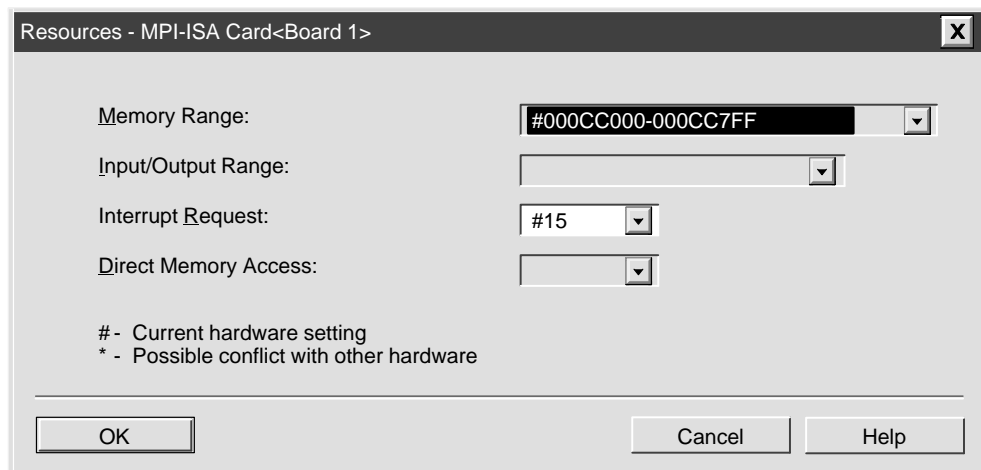 Resources - MPI-ISA Card<Board 1>
X
Memory Range: #000CC000-000CC7FF
Input/Output Range:
Interrupt Request: #15
Direct Memory Access:
# - Current hardware setting
* - Possible conflict with other hardware
OK Cancel Help